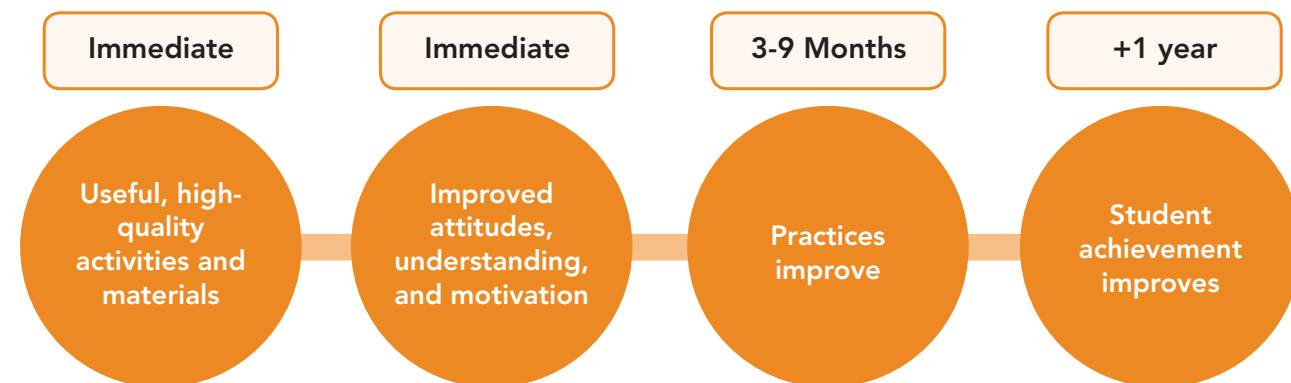 Immediate
Immediate
3-9 Months
+1 year
Useful, high-
quality
activities and
materials
Improved
attitudes,
understanding,
and motivation
Practices
improve
Student
achievement
improves